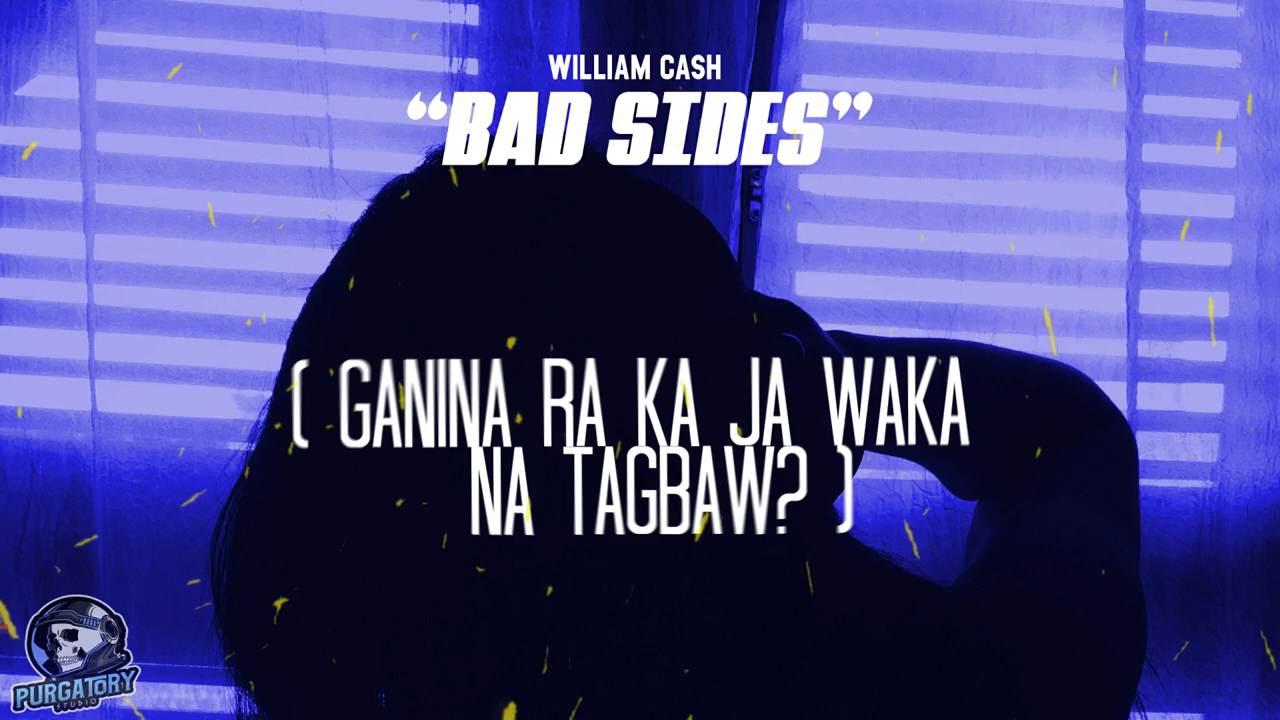 WILLIAM CASH
“BAD SIDES”
( GANINA RA KA JA WAKA
NA TAGBAW? )
PURGATORY
STUDIO